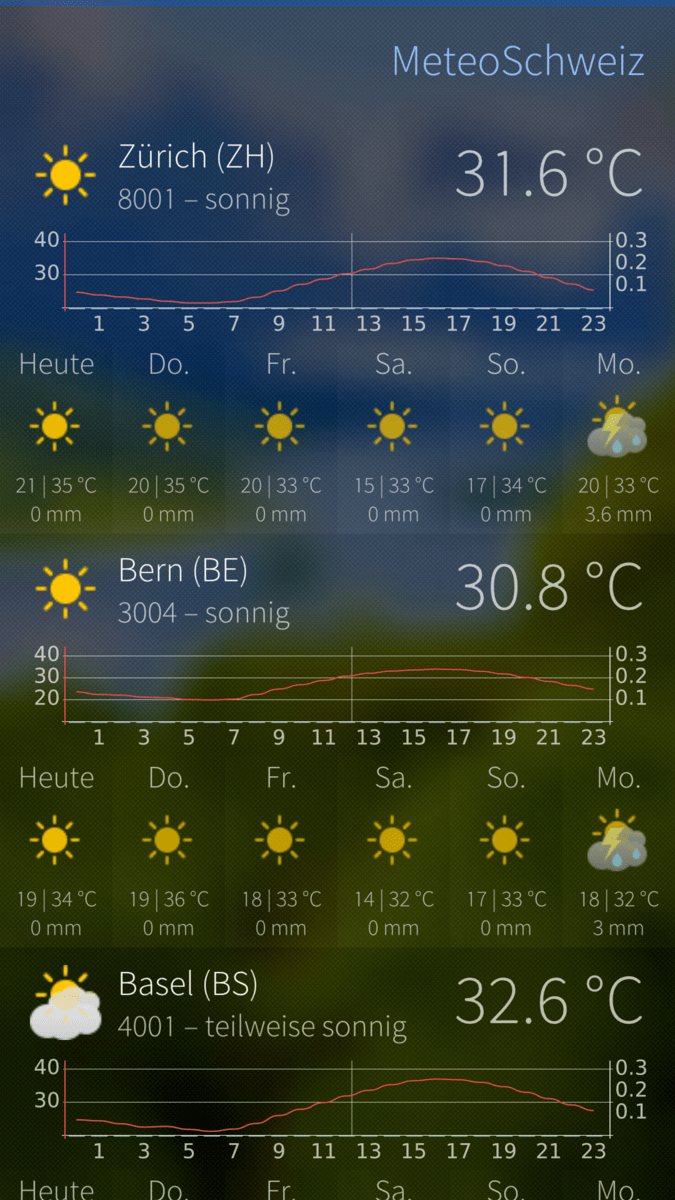 MeteoSchweiz
Zürich (ZH)
31.6 °C
8001 – sonnig
40 0.3
30 0.2
0.1
1 3 5 7 9 11 13 15 17 19 21 23
Heute Do. Fr. Sa. So. Mo.
21 | 35 °C 20 | 35 °C 20 | 33 °C 15 | 33 °C 17 | 34 °C 20 | 33 °C
0 mm 0 mm 0 mm 0 mm 0 mm 3.6 mm
Bern (BE)
30.8 °C
3004 – sonnig
40 0.3
30 0.2
20 0.1
1 3 5 7 9 11 13 15 17 19 21 23
Heute Do. Fr. Sa. So. Mo.
19 | 34 °C 19 | 36 °C 18 | 33 °C 14 | 32 °C 17 | 33 °C 18 | 32 °C
0 mm 0 mm 0 mm 0 mm 0 mm 3 mm
Basel (BS)
32.6 °C
4001 – teilweise sonnig
40 0.3
0.2
30 0.1
1 3 5 7 9 11 13 15 17 19 21 23
Heute Do. Fr. Sa. So. Mo.